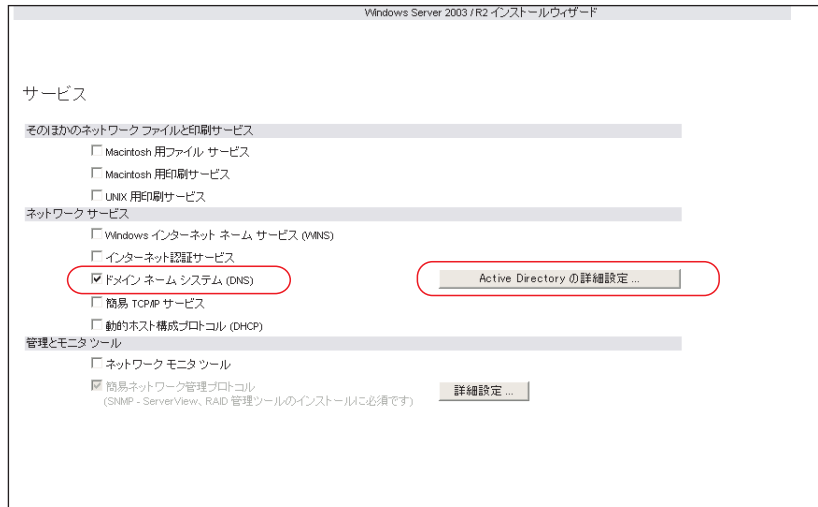 Windows Server 2003 / R2 インストールウィザード
サービス
そのほかのネットワーク ファイルと印刷サービス
Macintosh 用ファイル サービス
Macintosh 用印刷サービス
UNIX 用印刷サービス
ネットワーク サービス
Windows インターネット ネーム サービス (WINS)
インターネット認証サービス
ドメイン ネーム システム (DNS)
Active Directory の詳細設定 ...
簡易 TCP/IP サービス
動的ホスト構成プロトコル (DHCP)
管理とモニタ ツール
ネットワーク モニタ ツール
簡易ネットワーク管理プロトコル
(SNMP - ServerView、RAID 管理ツールのインストールに必須です)
詳細設定 ...